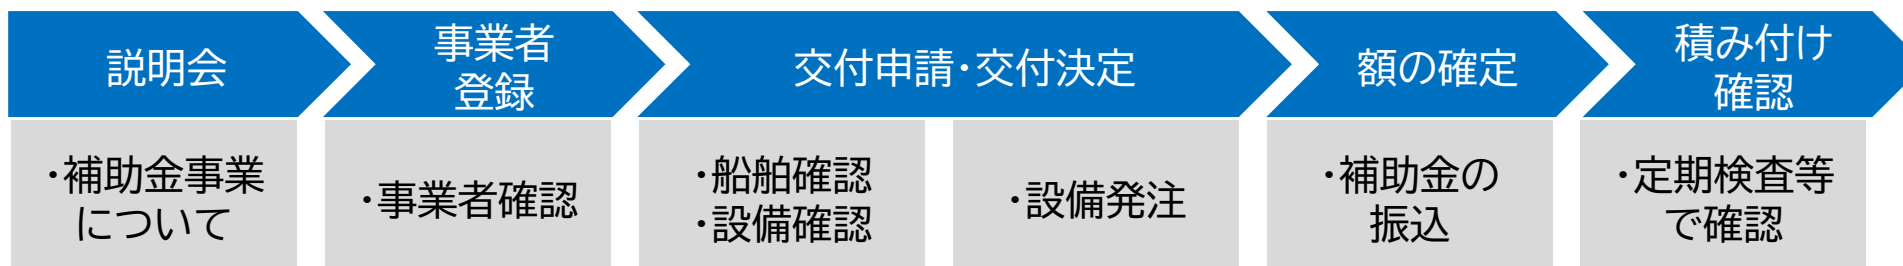 説明会
事業者
登録
交付申請・交付決定
額の確定
積み付け
確認
・補助金事業
について
・事業者確認
・船舶確認
・設備確認
・設備発注
・補助金の
振込
・定期検査等
で確認